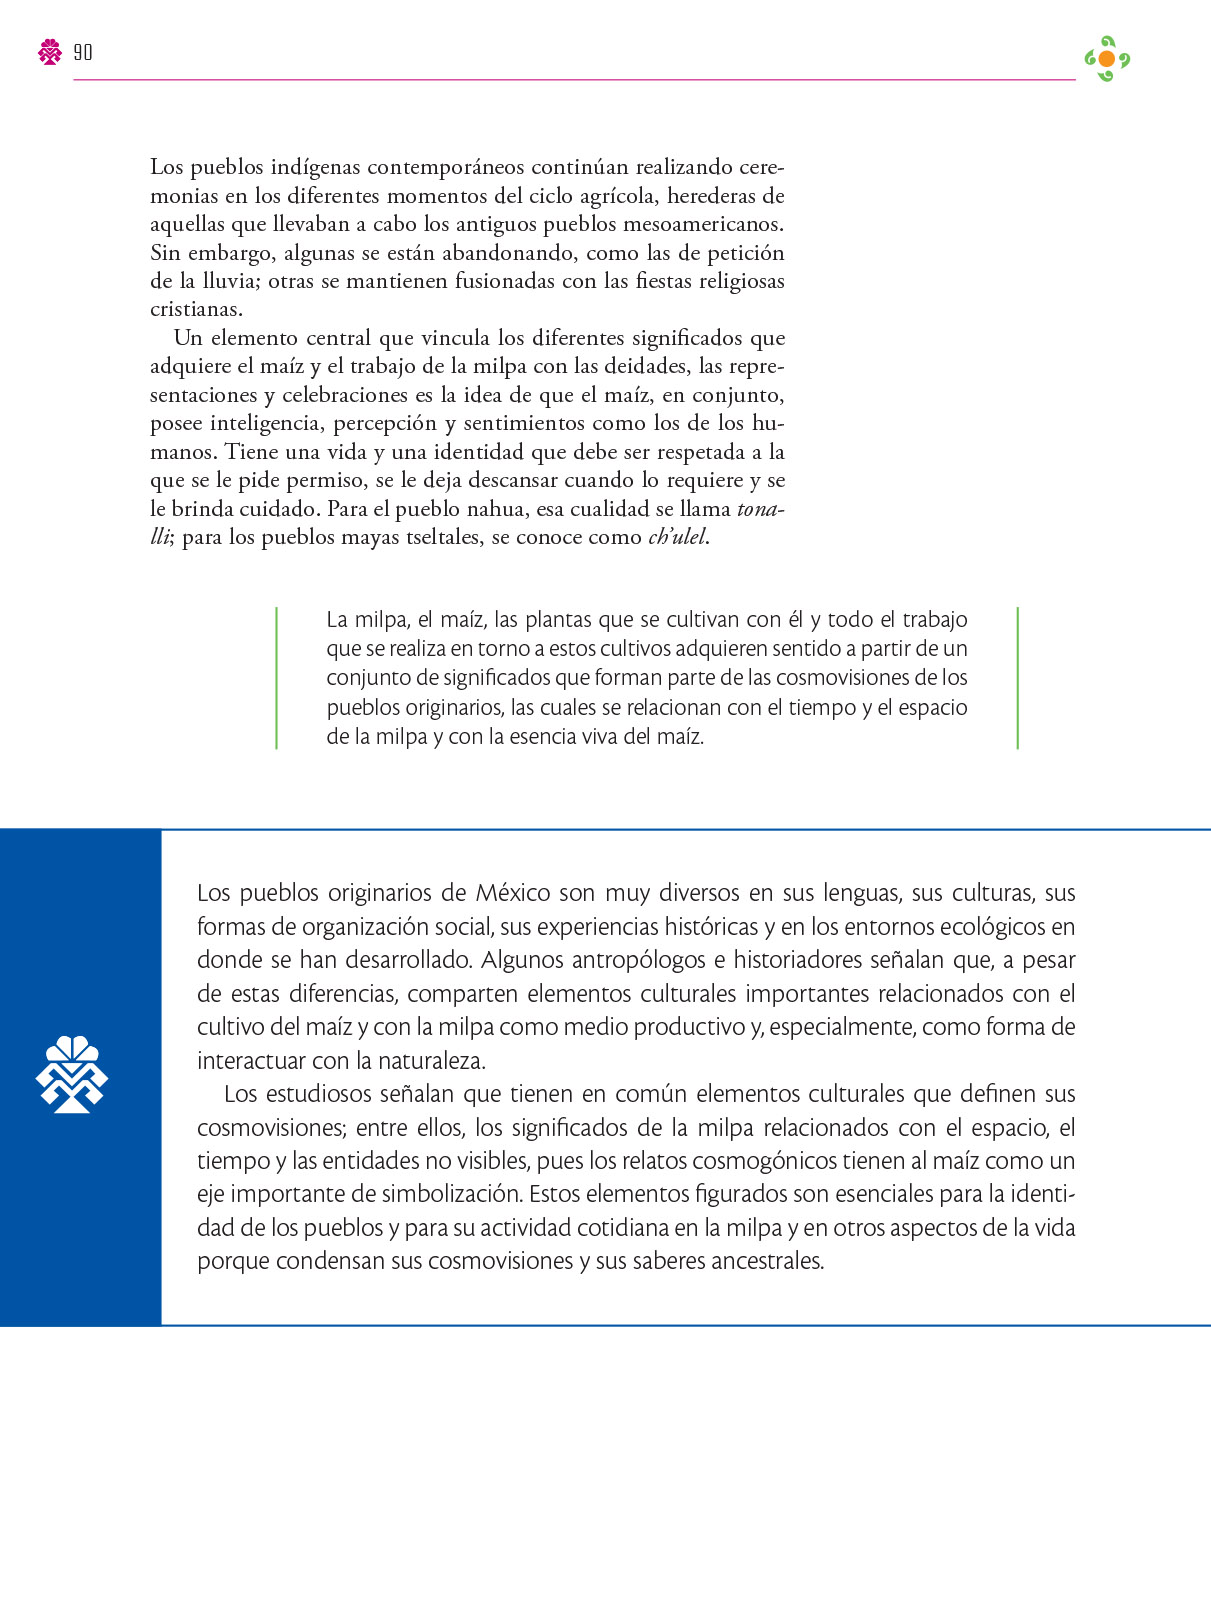 90
Los pueblos indígenas contemporáneos continúan realizando cere-
monias en los diferentes momentos del ciclo agrícola, herederas de
aquellas que llevaban a cabo los antiguos pueblos mesoamericanos.
Sin embargo, algunas se están abandonando, como las de petición
de la lluvia; otras se mantienen fusionadas con las fiestas religiosas
cristianas.
Un elemento central que vincula los diferentes significados que
adquiere el maíz y el trabajo de la milpa con las deidades, las repre-
sentaciones y celebraciones es la idea de que el maíz, en conjunto,
posee inteligencia, percepción y sentimientos como los de los hu-
manos. Tiene una vida y una identidad que debe ser respetada a la
que se le pide permiso, se le deja descansar cuando lo requiere y se
le brinda cuidado. Para el pueblo nahua, esa cualidad se llama tona-
lli; para los pueblos mayas tseltales, se conoce como ch’ulel.
La milpa, el maíz, las plantas que se cultivan con él y todo el trabajo
que se realiza en torno a estos cultivos adquieren sentido a partir de un
conjunto de significados que forman parte de las cosmovisiones de los
pueblos originarios, las cuales se relacionan con el tiempo y el espacio
de la milpa y con la esencia viva del maíz.
Los pueblos originarios de México son muy diversos en sus lenguas, sus culturas, sus
formas de organización social, sus experiencias históricas y en los entornos ecológicos en
donde se han desarrollado. Algunos antropólogos e historiadores señalan que, a pesar
de estas diferencias, comparten elementos culturales importantes relacionados con el
cultivo del maíz y con la milpa como medio productivo y, especialmente, como forma de
interactuar con la naturaleza.
Los estudiosos señalan que tienen en común elementos culturales que definen sus
cosmovisiones; entre ellos, los significados de la milpa relacionados con el espacio, el
tiempo y las entidades no visibles, pues los relatos cosmogónicos tienen al maíz como un
eje importante de simbolización. Estos elementos figurados son esenciales para la identi-
dad de los pueblos y para su actividad cotidiana en la milpa y en otros aspectos de la vida
porque condensan sus cosmovisiones y sus saberes ancestrales.